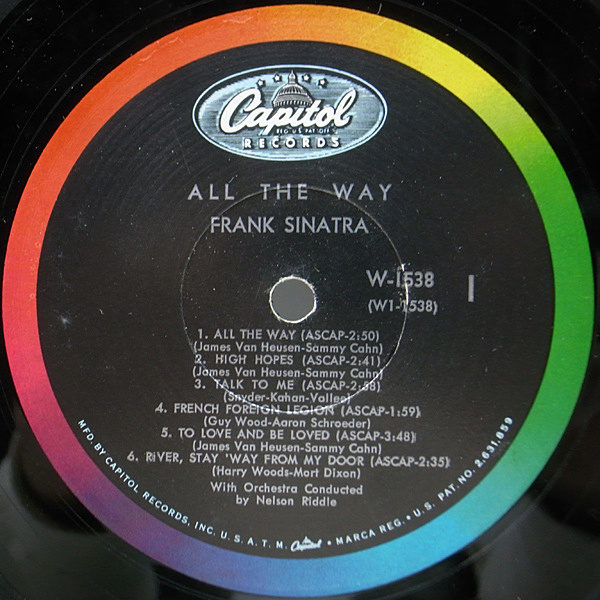 Capitol
REG. U.S. PAT. OFF.
RECORDS
ALL THE WAY
FRANK SINATRA
W-1538
(W1-1538)
1
1. ALL THE WAY (ASCAP-2:50)
(James Van Heusen-Sammy Cahn)
2. HIGH HOPES (ASCAP-2:41)
(James Van Heusen-Sammy Cahn)
3. TALK TO ME (ASCAP-2:58)
(Snyder-Kahan-Vallee)
4. FRENCH FOREIGN LEGION (ASCAP-1:59)
(Guy Wood-Aaron Schroeder)
5. TO LOVE AND BE LOVED (ASCAP-3:48)
(James Van Heusen-Sammy Cahn)
6. RIVER, STAY 'WAY FROM MY DOOR (ASCAP-2:35)
(Harry Woods-Mort Dixon)
With Orchestra Conducted
by Nelson Riddle
MFD. BY CAPITOL RECORDS, INC. U.S.A. T.M. Capitol • MARCA REG. • U.S. PAT. NO. 2,631,859